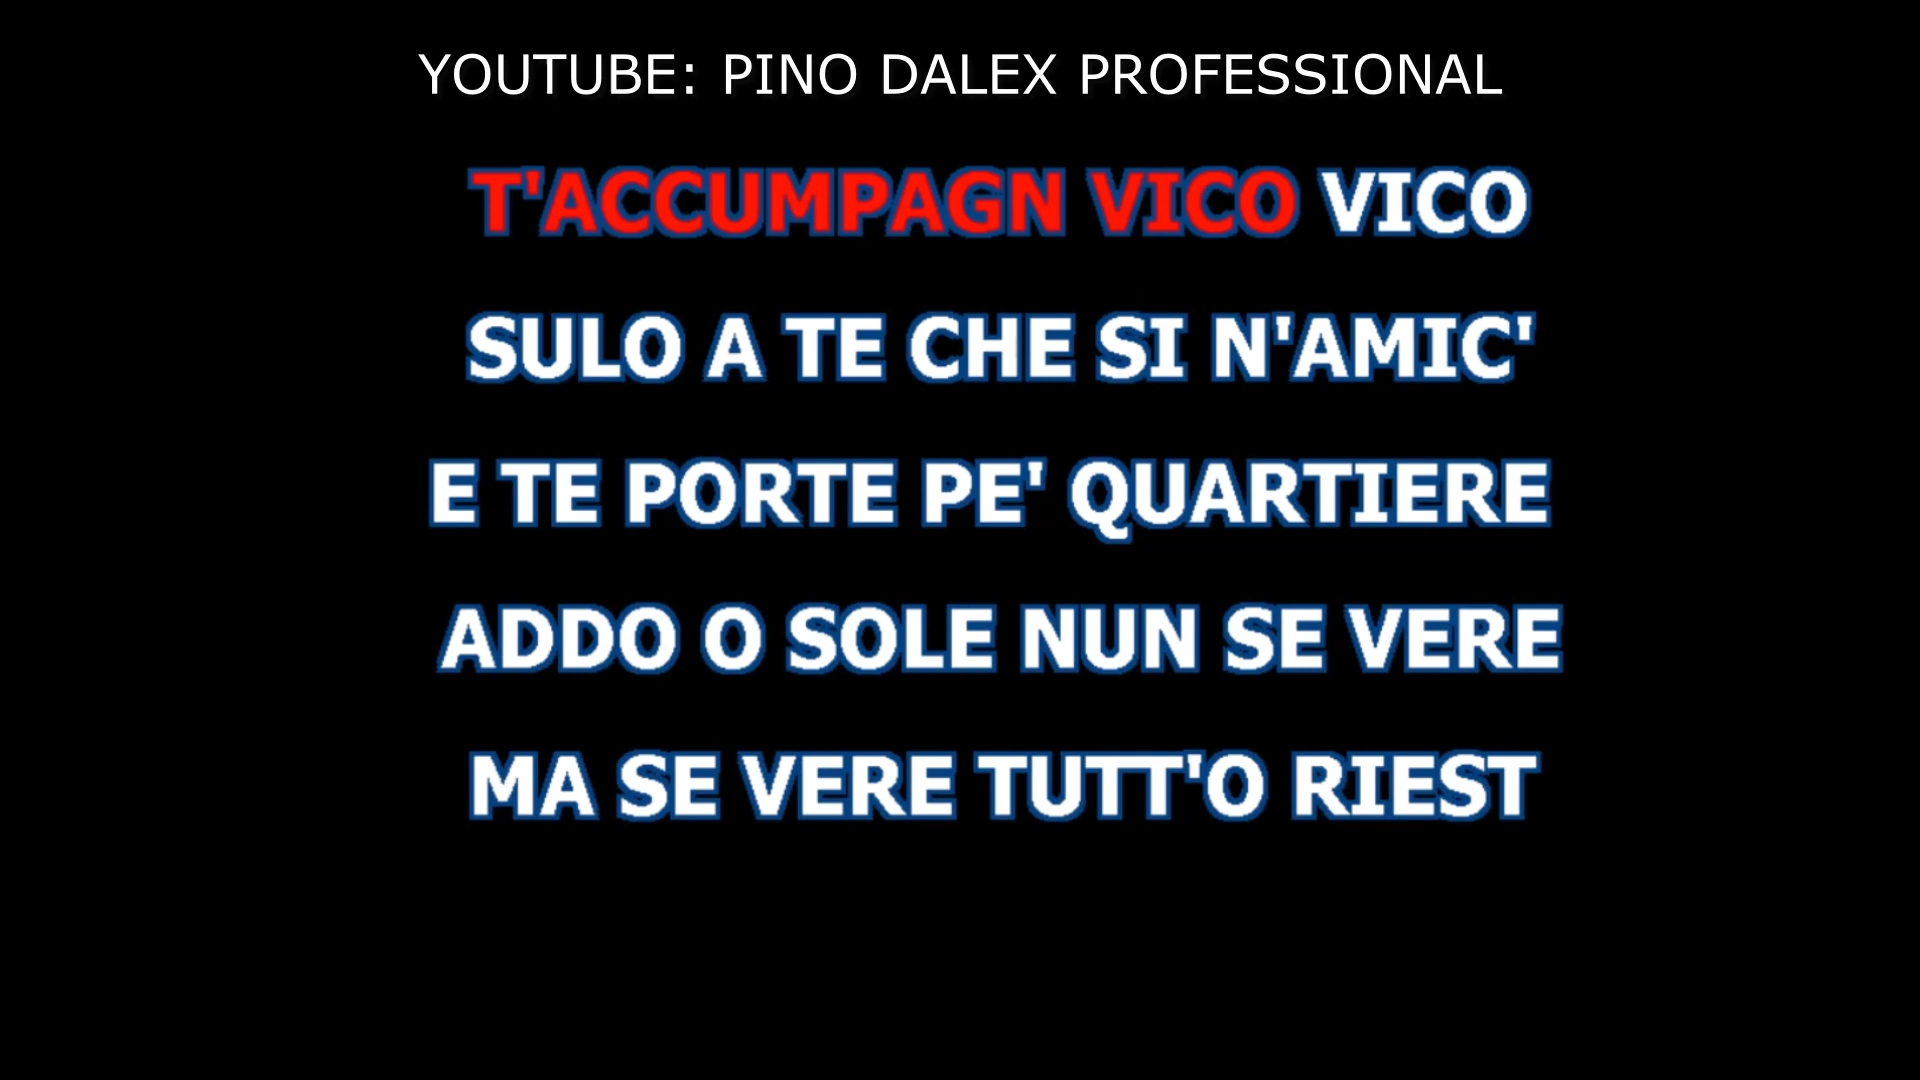 YOUTUBE: PINO DALEX PROFESSIONAL
T'ACCUMPAGN VICO VICO
SULO A TE CHE SI N'AMIC'
E TE PORTE PE' QUARTIERE
ADDO O SOLE NUN SE VERE
MA SE VERE TUTT'O RIEST